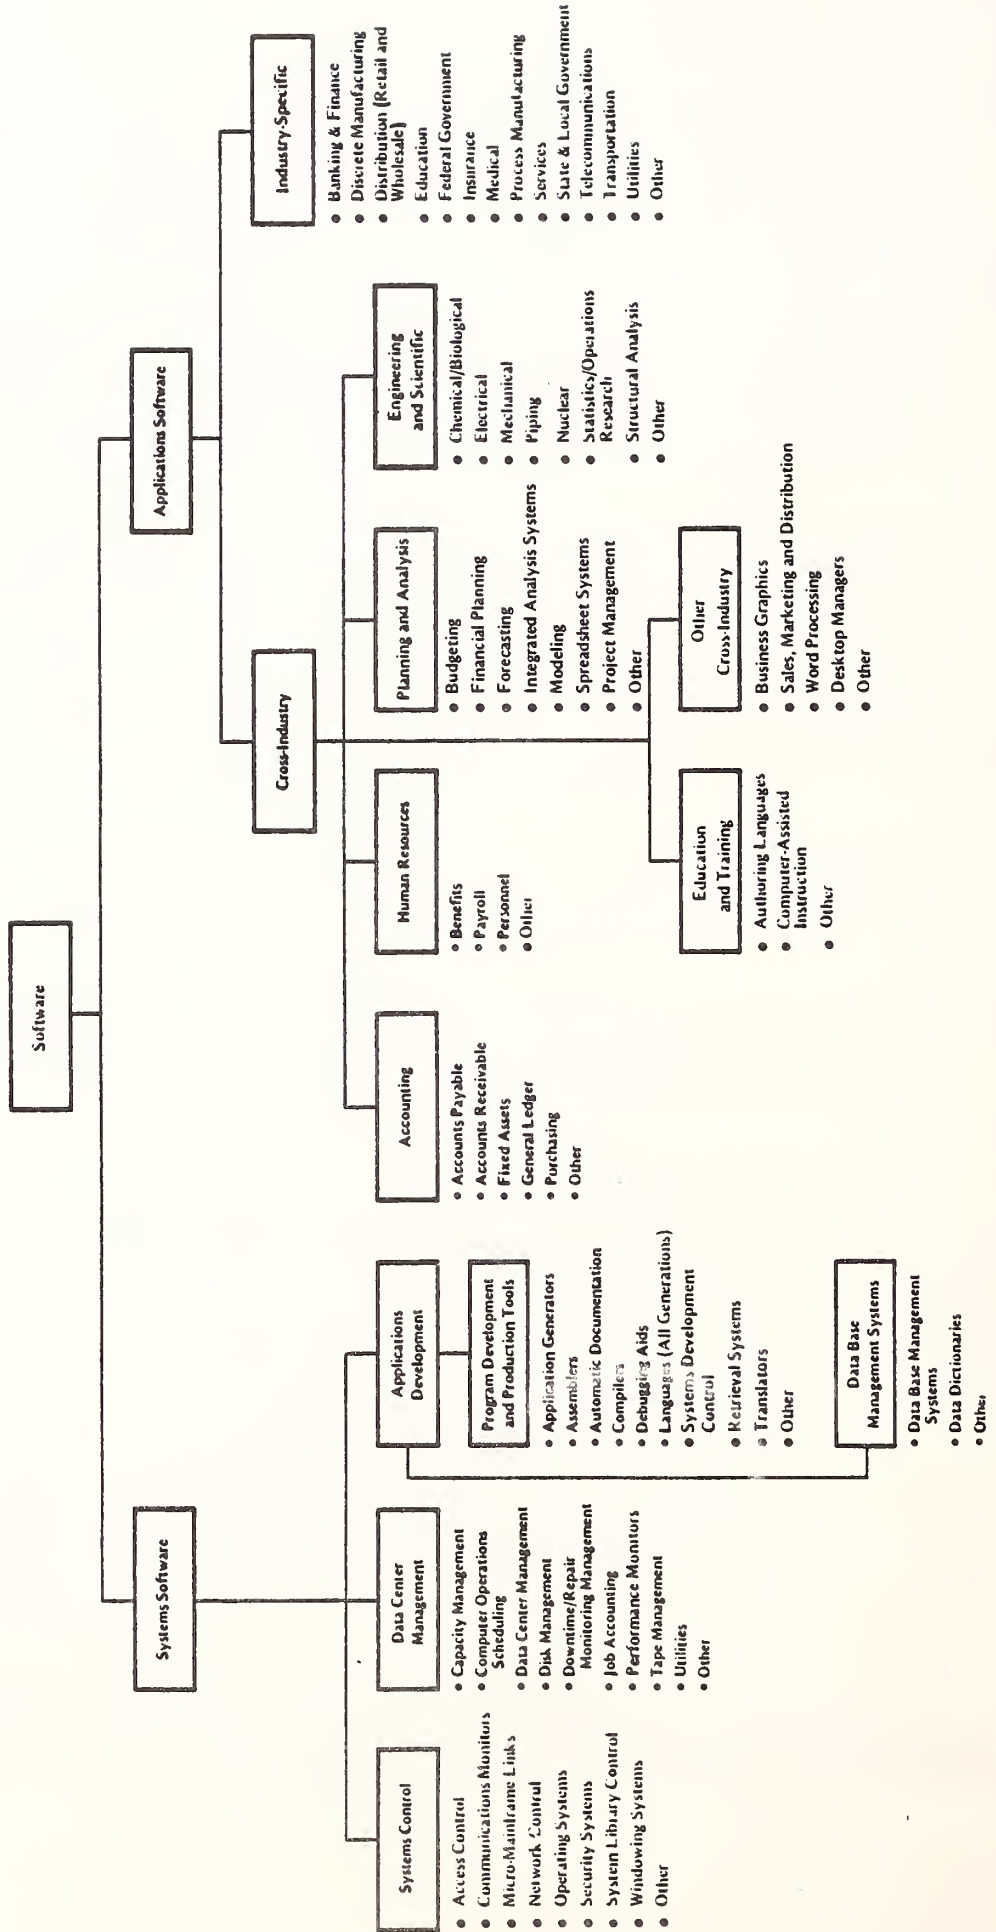 Software
Systems Software
Applications Software
Systems Control
• Access Control
• Communications Monitors
• Micro-Mainframe Links
• Network Control
• Operating Systems
• Security Systems
• System Library Control
• Windowing Systems
• Other
Data Center
Management
• Capacity Management
• Computer Operations
Scheduling
• Data Center Management
• Disk Management
• Downtime/Repair
Monitoring Management
• Job Accounting
• Performance Monitors
• Tape Management
• Utilities
• Other
Applications
Development
Program Development
and Production Tools
• Application Generators
• Assemblers
• Automatic Documentation
• Compilers
• Debugging Aids
• Languages (All Generations)
• Systems Development
Control
• Retrieval Systems
• Translators
• Other
Data Base
Management Systems
• Data Base Management
Systems
• Data Dictionaries
• Other
Cross-Industry
Accounting
• Accounts Payable
• Accounts Receivable
• Fixed Assets
• General Ledger
• Purchasing
• Other
Human Resources
• Benefits
• Payroll
• Personnel
• Other
Planning and Analysis
• Budgeting
• Financial Planning
• Forecasting
• Integrated Analysis Systems
• Modeling
• Spreadsheet Systems
• Project Management
• Other
Engineering
and Scientific
• Chemical/Biological
• Electrical
• Mechanical
• Piping
• Nuclear
• Statistics/Operations
Research
• Structural Analysis
• Other
Education
and Training
• Authoring Languages
• Computer-Assisted
Instruction
• Other
Other
Cross-Industry
• Business Graphics
• Sales, Marketing and Distribution
• Word Processing
• Desktop Managers
• Other
Industry-Specific
• Banking & Finance
• Discrete Manufacturing
• Distribution (Retail and
Wholesale)
• Education
• Federal Government
• Insurance
• Medical
• Process Manufacturing
• Services
• State & Local Government
• Telecommunications
• Transportation
• Utilities
• Other